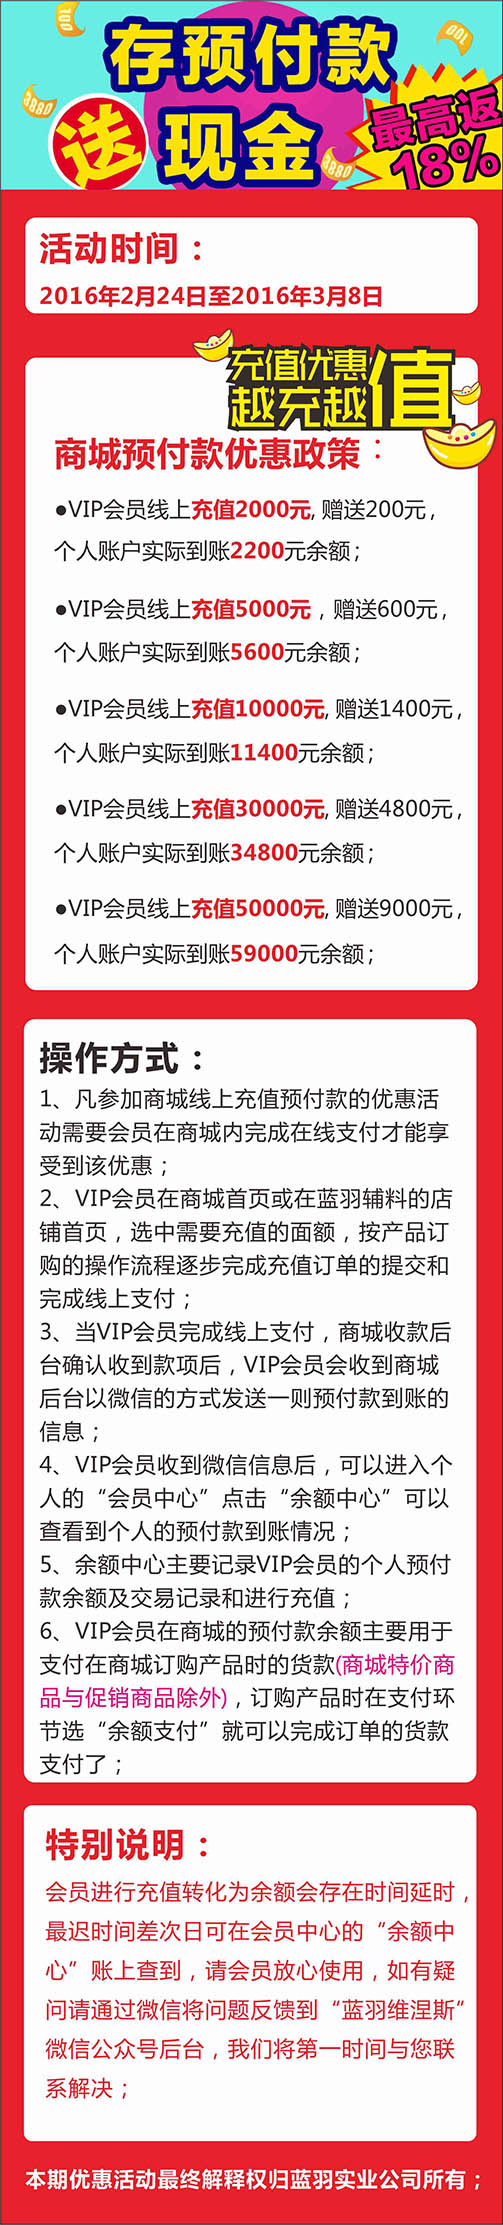 100
100
3880
3880
存预付款
送 现金
最高返
18%
活动时间：
2016年2月24日至2016年3月8日
充值优惠
越充越值
商城预付款优惠政策：
●VIP会员线上充值2000元, 赠送200元，
个人账户实际到账2200元余额；
●VIP会员线上充值5000元，赠送600元，
个人账户实际到账5600元余额；
●VIP会员线上充值10000元, 赠送1400元，
个人账户实际到账11400元余额；
●VIP会员线上充值30000元, 赠送4800元，
个人账户实际到账34800元余额；
●VIP会员线上充值50000元, 赠送9000元，
个人账户实际到账59000元余额；
操作方式：
1、凡参加商城线上充值预付款的优惠活
动需要会员在商城内完成在线支付才能享
受到该优惠；
2、VIP会员在商城首页或在蓝羽辅料的店
铺首页，选中需要充值的面额，按产品订
购的操作流程逐步完成充值订单的提交和
完成线上支付；
3、当VIP会员完成线上支付，商城收款后
台确认收到款项后，VIP会员会收到商城
后台以微信的方式发送一则预付款到账的
信息；
4、VIP会员收到微信信息后，可以进入个
人的“会员中心”点击“余额中心”可以
查看到个人的预付款到账情况；
5、余额中心主要记录VIP会员的个人预付
款余额及交易记录和进行充值；
6、VIP会员在商城的预付款余额主要用于
支付在商城订购产品时的货款(商城特价商
品与促销商品除外)，订购产品时在支付环
节选“余额支付”就可以完成订单的货款
支付了；
特别说明：
会员进行充值转化为余额会存在时间延时，
最迟时间差次日可在会员中心的“余额中
心”账上查到，请会员放心使用，如有疑
问请通过微信将问题反馈到“蓝羽维涅斯”
微信公众号后台，我们将第一时间与您联
系解决；
本期优惠活动最终解释权归蓝羽实业公司所有；